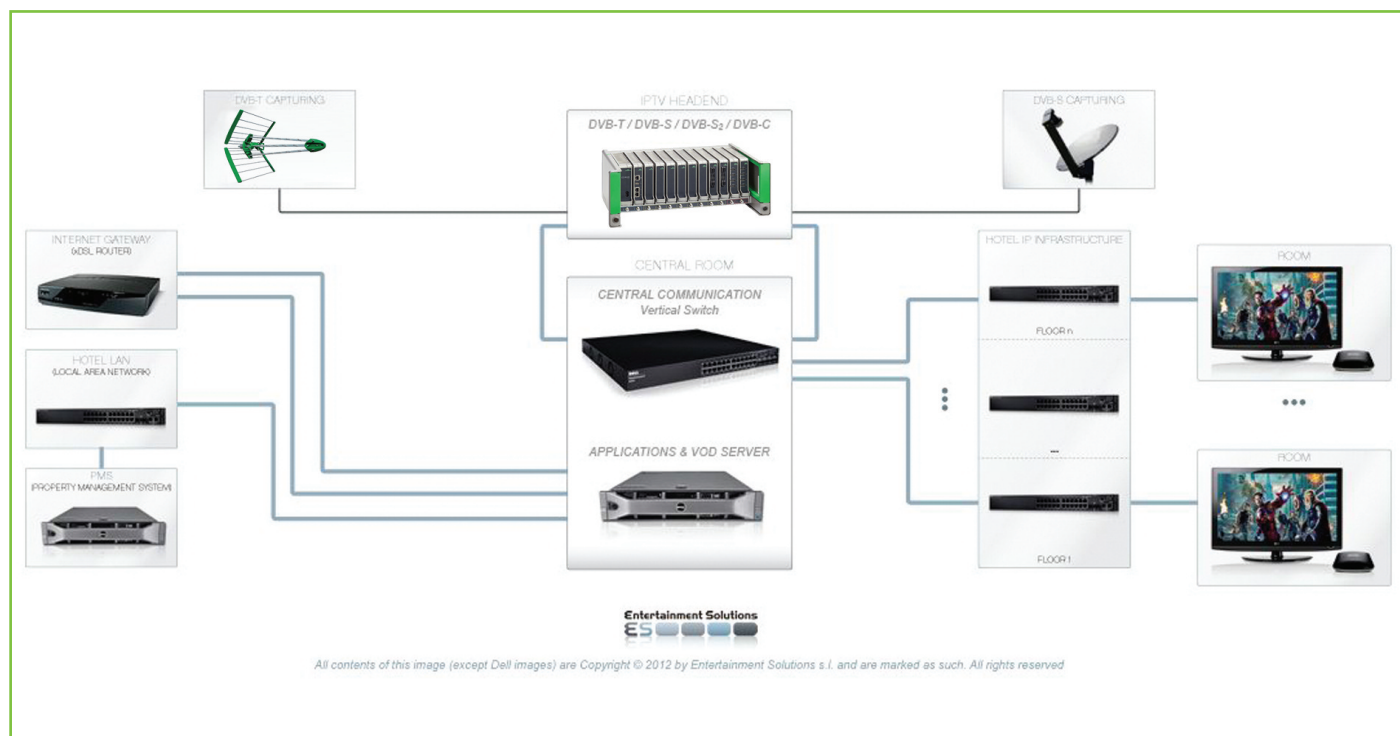 DVB-T CAPTURING
IPTV HEADEND
DVB-T / DVB-S / DVB-S₂ / DVB-C
DVB-S CAPTURING
INTERNET GATEWAY
(xDSL ROUTER)
CENTRAL ROOM
CENTRAL COMMUNICATION
Vertical Switch
HOTEL IP INFRASTRUCTURE
ROOM
FLOOR n
HOTEL LAN
(LOCAL AREA NETWORK)
...
APPLICATIONS & VOD SERVER
ROOM
PMS
(PROPERTY MANAGEMENT SYSTEM)
FLOOR 1
Entertainment Solutions
ES
All contents of this image (except Dell images) are Copyright © 2012 by Entertainment Solutions s.l. and are marked as such. All rights reserved